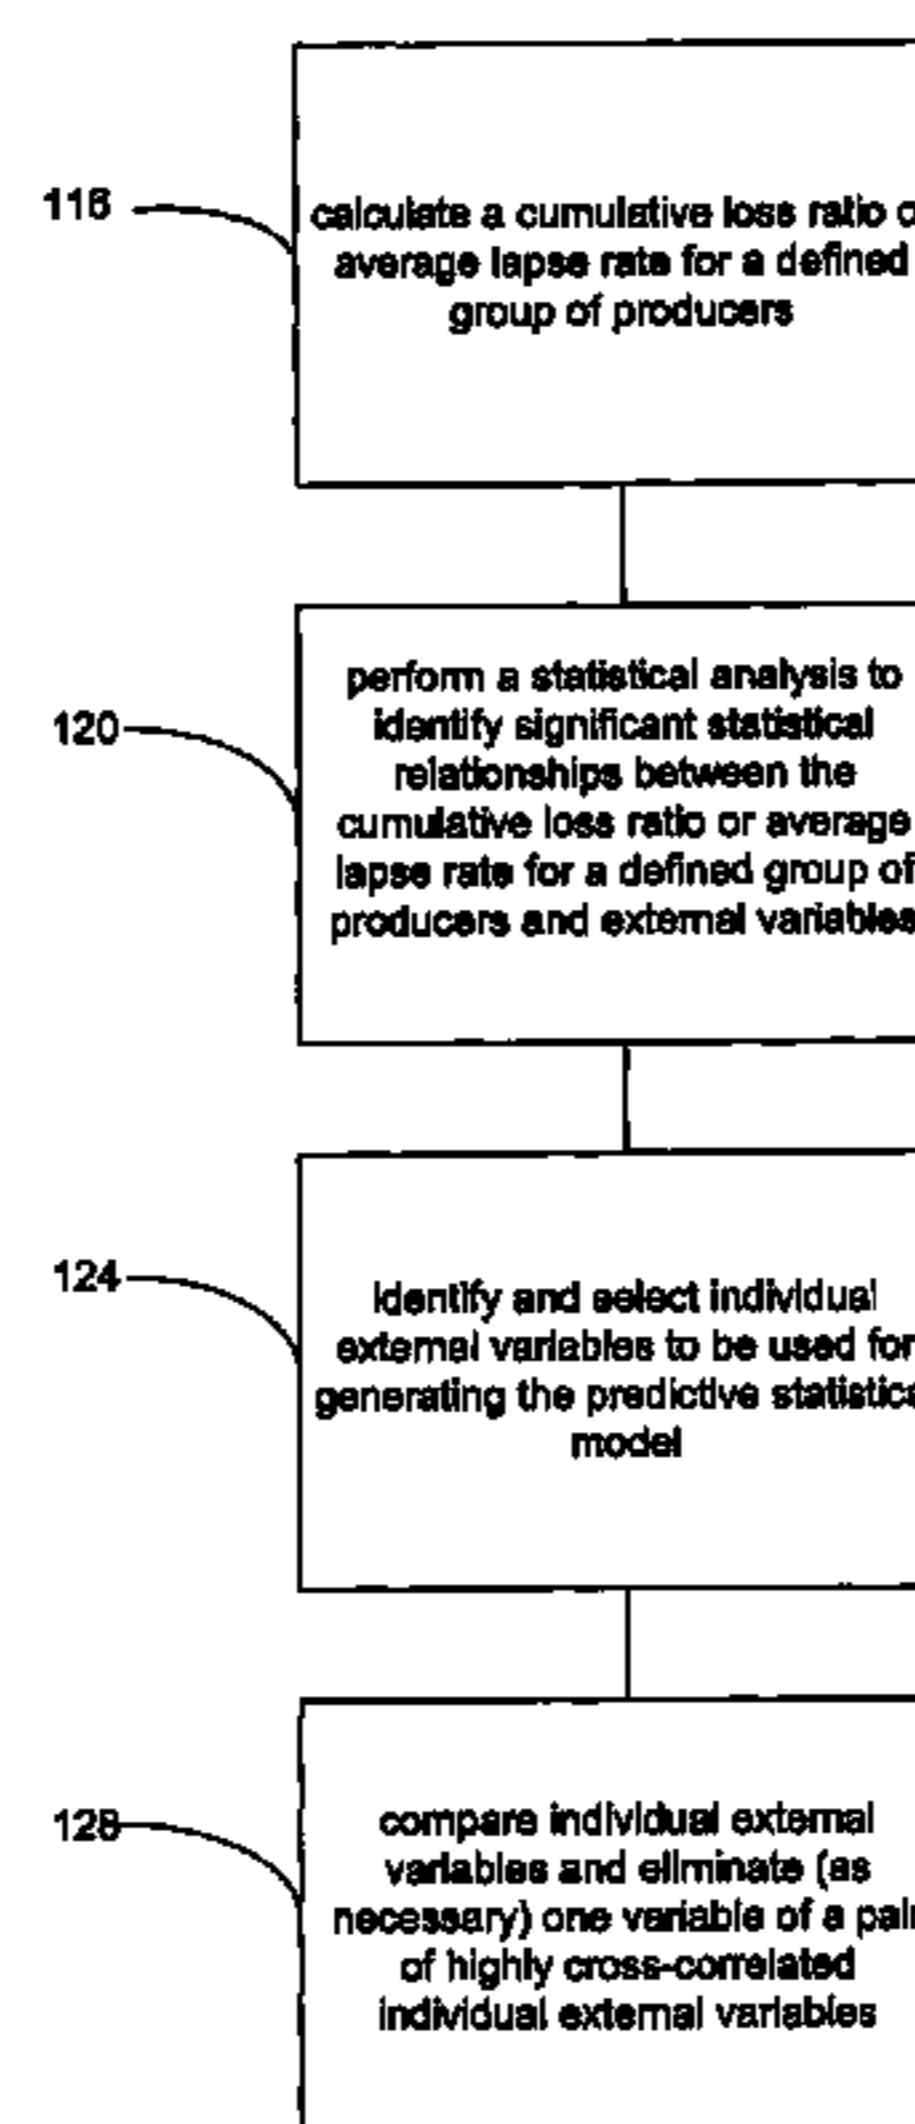 116
calculate a cumulative loss ratio o
average lapse rate for a defined
group of producers
120
perform a statistical analysis to
identify significant statistical
relationships between the
cumulative loss ratio or average
lapse rate for a defined group of
producers and external variables
124
identify and select individual
external variables to be used for
generating the predictive statistica
model
128
compare individual external
variables and eliminate (as
necessary) one variable of a pair
of highly cross-correlated
individual external variables